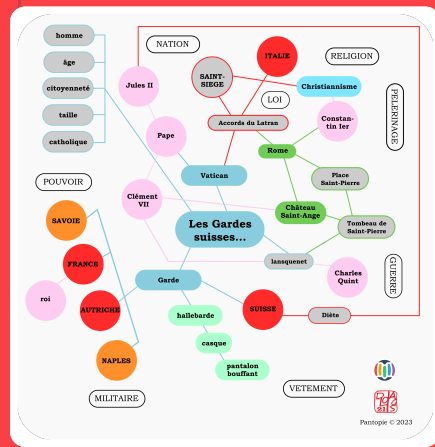 homme
âge
citoyenneté
taille
catholique
NATION
Jules II
Pape
SAINT-
SIEGE
ITALIE
RELIGION
Christiannisme
LOI
Accords du Latran
Constan-
tin Ier
PELERINAGE
Rome
Vatican
Place
Saint-Pierre
POUVOIR
Clément
VII
Château
Saint-Ange
Tombeau de
Saint-Pierre
SAVOIE
Les Gardes
suisses...
FRANCE
lansquenet
Charles
Quint
GUERRE
Garde
roi
AUTRICHE
hallebarde
SUISSE
Diète
casque
NAPLES
pantalon
bouffant
MILITAIRE
VETEMENT
Pantopie © 2023